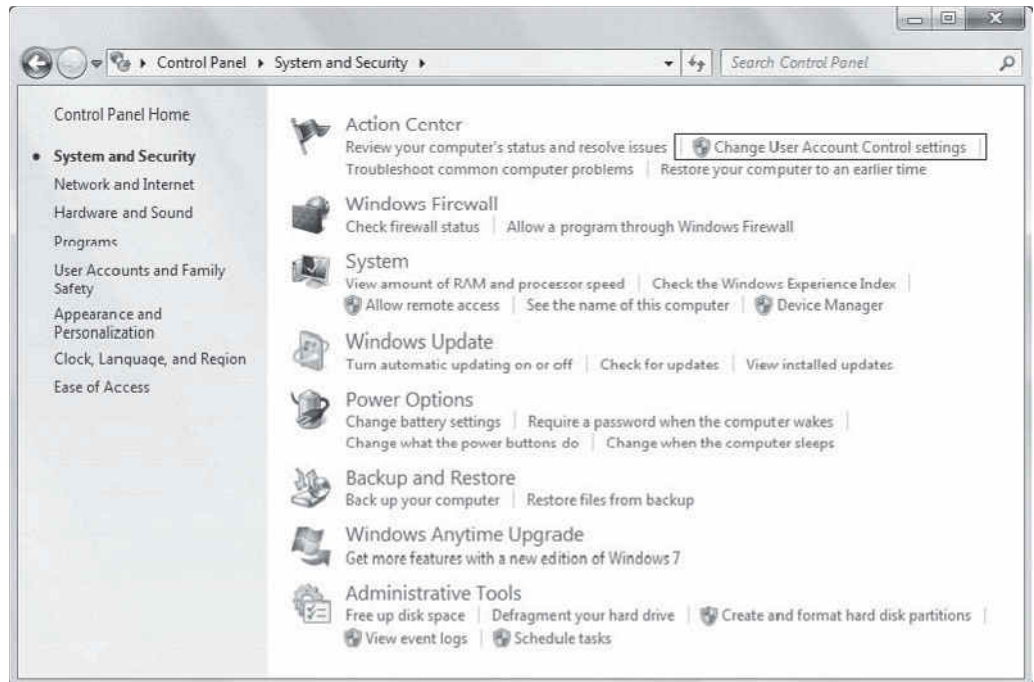 Control Panel System and Security
Search Control Panel
Control Panel Home
System and Security
Network and Internet
Hardware and Sound
Programs
User Accounts and Family
Safety
Appearance and
Personalization
Clock, Language, and Region
Ease of Access
Action Center
Review your computer's status and resolve issues | Change User Account Control settings |
Troubleshoot common computer problems | Restore your computer to an earlier time
Windows Firewall
Check firewall status | Allow a program through Windows Firewall
System
View amount of RAM and processor speed | Check the Windows Experience Index |
Allow remote access | See the name of this computer | Device Manager
Windows Update
Turn automatic updating on or off | Check for updates | View installed updates
Power Options
Change battery settings | Require a password when the computer wakes |
Change what the power buttons do | Change when the computer sleeps
Backup and Restore
Back up your computer | Restore files from backup
Windows Anytime Upgrade
Get more features with a new edition of Windows 7
Administrative Tools
Free up disk space | Defragment your hard drive | Create and format hard disk partitions |
View event logs | Schedule tasks